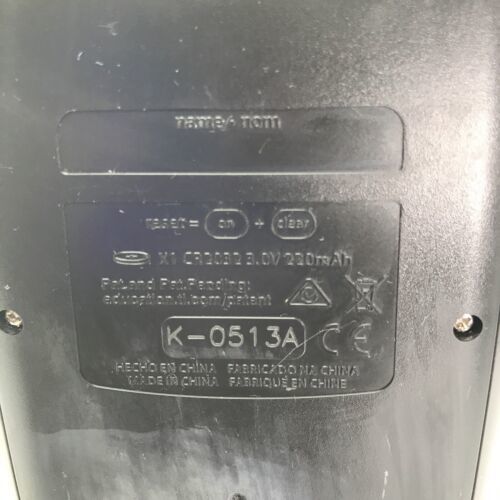 name/nom
reset = on + clear
X1 CR2032 3.0V 220mAh
Pat. and Pat. Pending:
education.ti.com/patent
K-0513A
CE
HECHO EN CHINA FABRICADO NA CHINA
MADE IN CHINA FABRIQUÉ EN CHINE